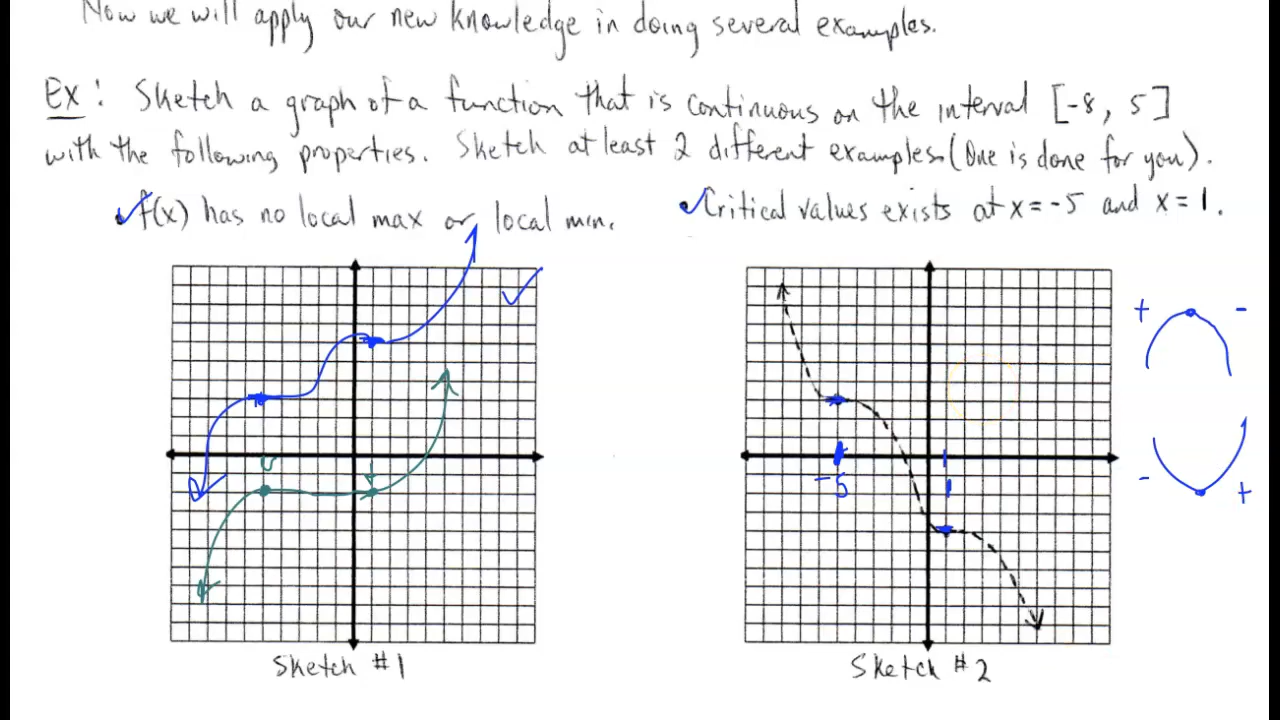 Now we will apply our new knowledge in doing several examples.
Ex: Sketch a graph of a function that is continuous on the interval [-8, 5]
with the following properties. Sketch at least 2 different examples. (One is done for you).
✓f(x) has no local max or local min. ✓Critical values exists at x=-5 and x=1.
+ -
- +
-5 1
Sketch #1 Sketch #2